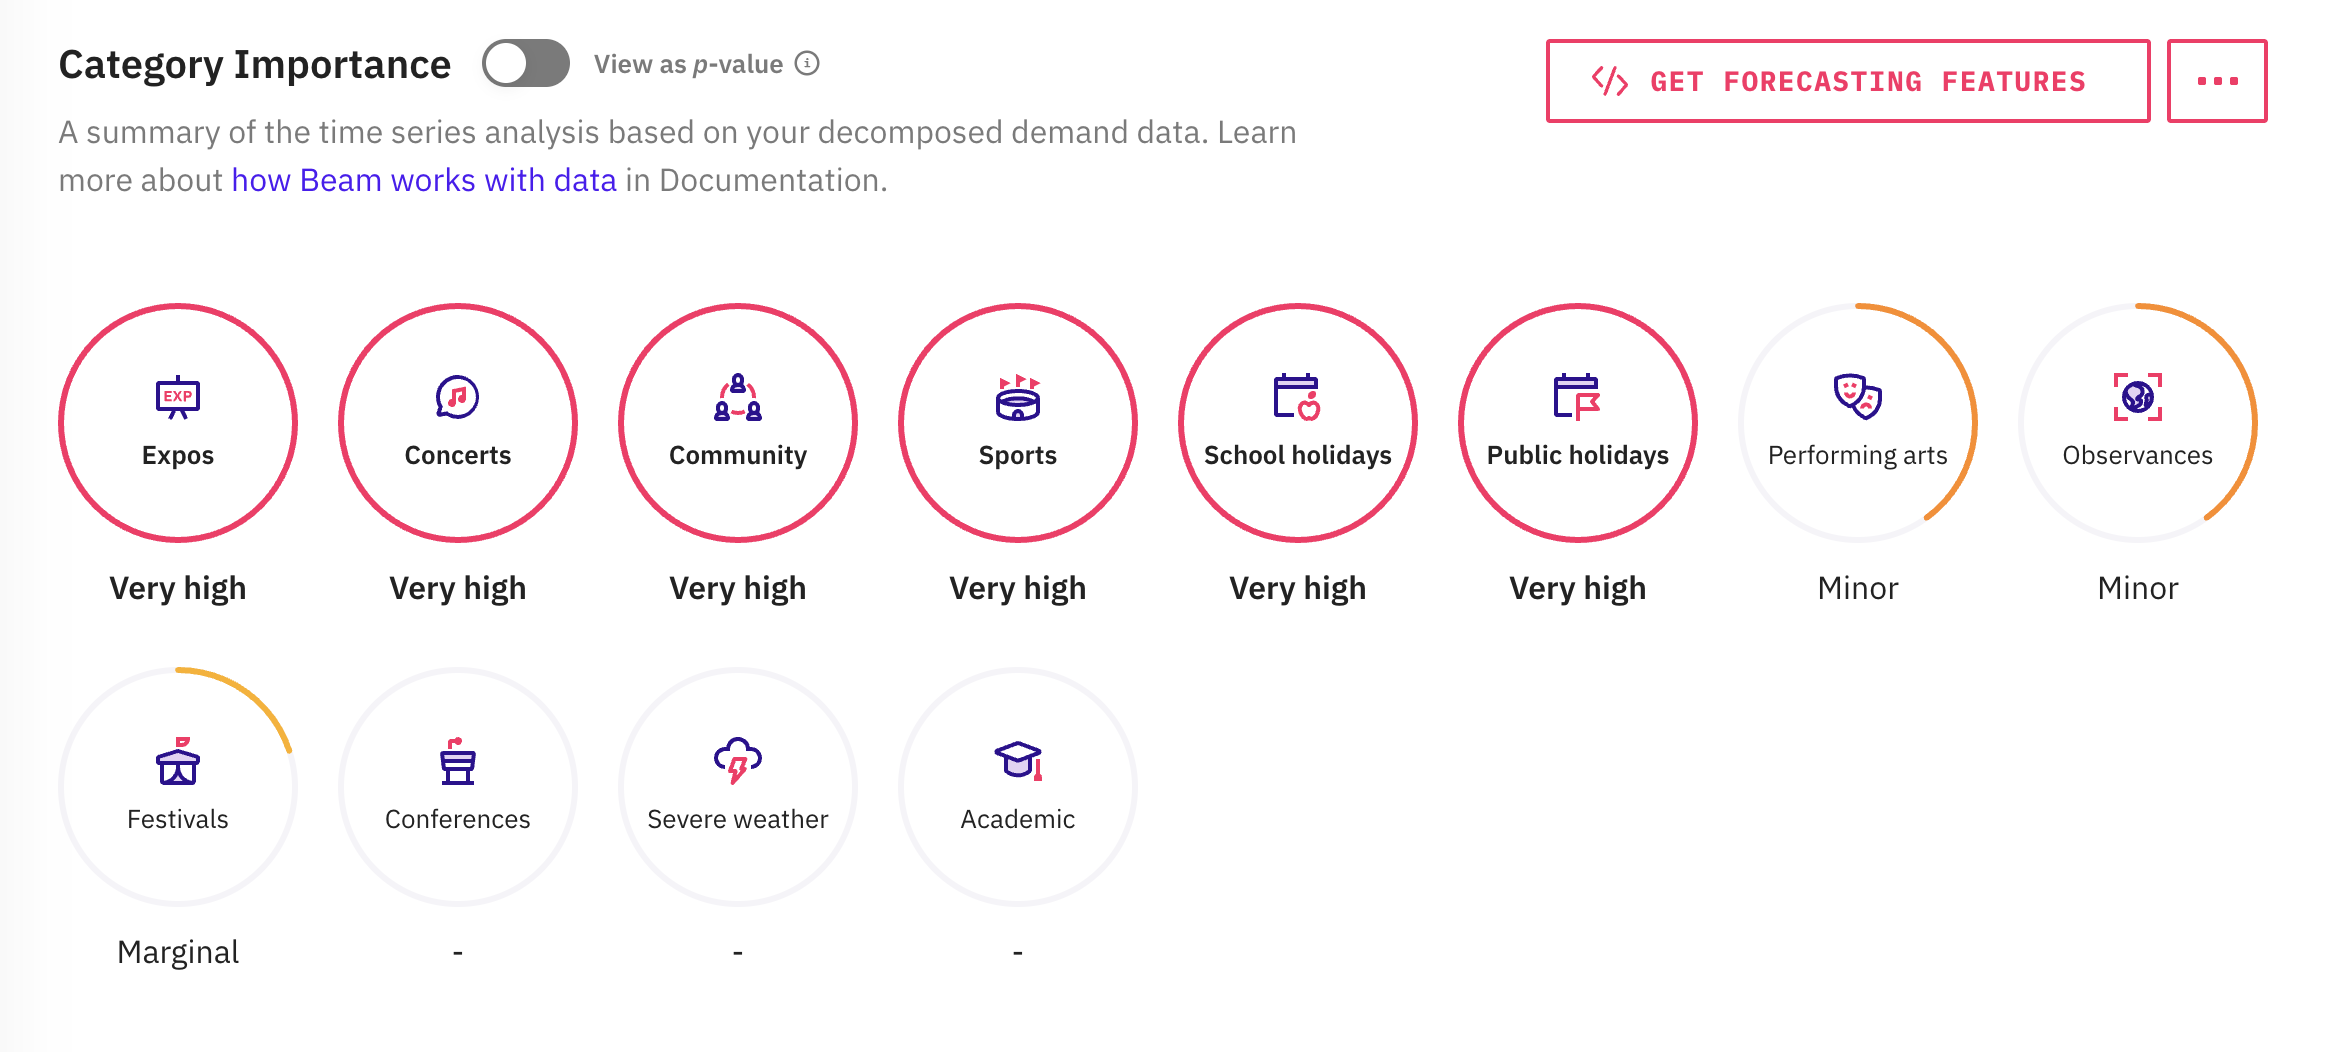 Category Importance View as p-value
</> GET FORECASTING FEATURES ...
A summary of the time series analysis based on your decomposed demand data. Learn
more about how Beam works with data in Documentation.
EXP
Expos Concerts Community Sports School holidays Public holidays Performing arts Observances
Very high Very high Very high Very high Very high Very high Minor Minor
Festivals Conferences Severe weather Academic
Marginal - - -